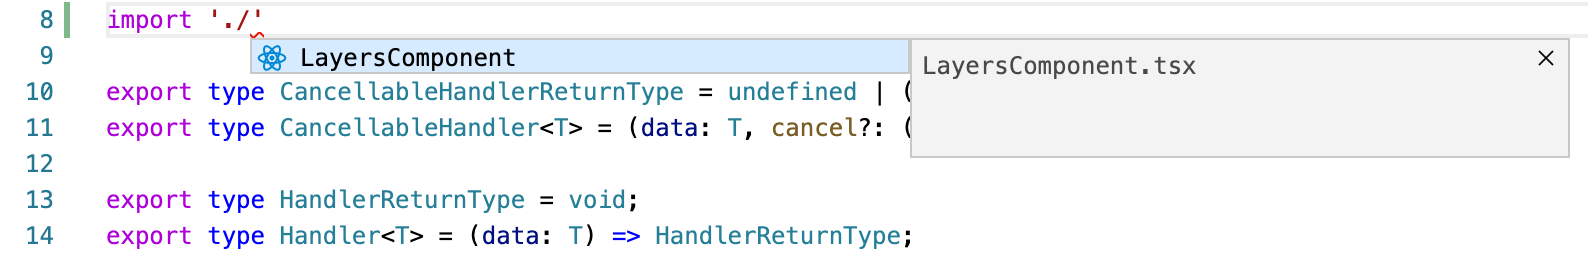 8 import './'
9 LayersComponent LayersComponent.tsx
10 export type CancellableHandlerReturnType = undefined | (
11 export type CancellableHandler<T> = (data: T, cancel?: (
12
13 export type HandlerReturnType = void;
14 export type Handler<T> = (data: T) => HandlerReturnType;